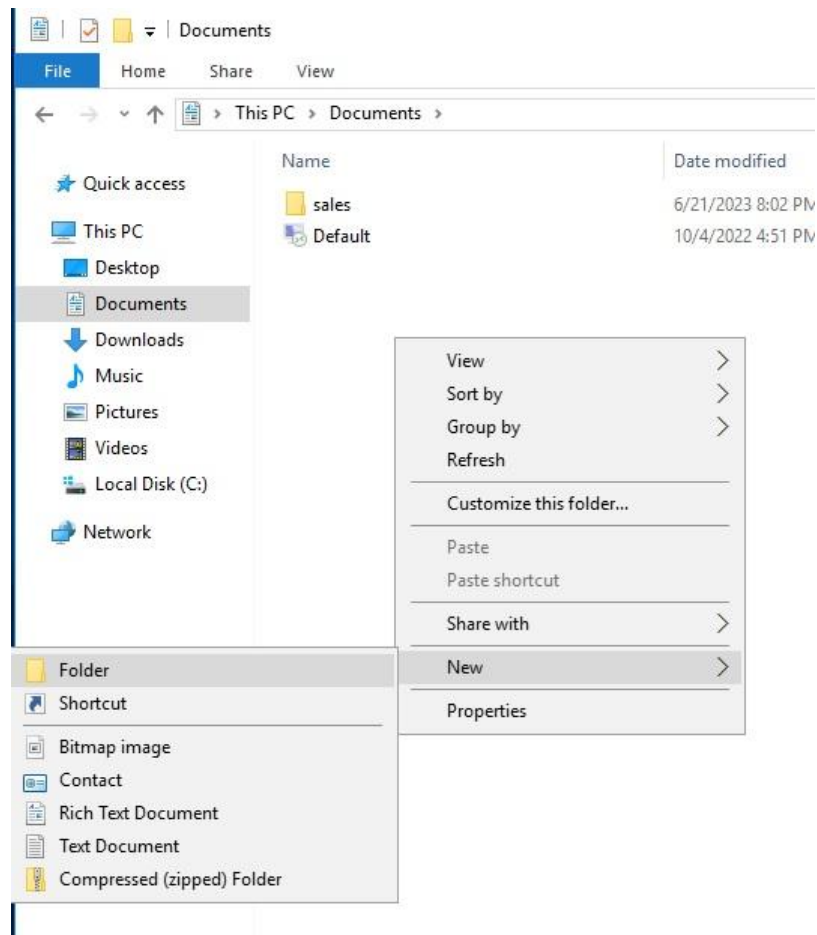 Documents
File Home Share View
This PC > Documents >
Name Date modified
Quick access
This PC
Desktop
Documents
Downloads
Music
Pictures
Videos
Local Disk (C:)
Network
sales 6/21/2023 8:02 PM
Default 10/4/2022 4:51 PM
View
Sort by
Group by
Refresh
Customize this folder...
Paste
Paste shortcut
Share with
New
Properties
Folder
Shortcut
Bitmap image
Contact
Rich Text Document
Text Document
Compressed (zipped) Folder